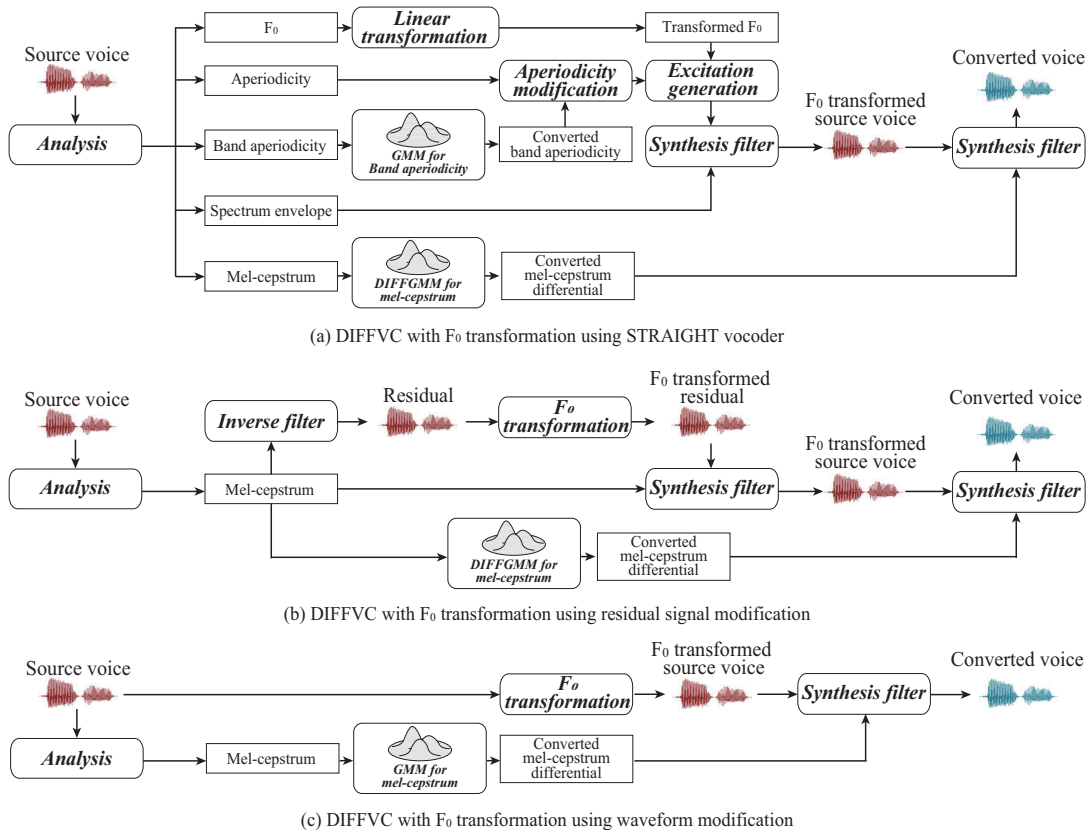 F₀
Linear
transformation
Transformed F₀
Source voice
Converted voice
Aperiodicity
Aperiodicity
modification
Excitation
generation
F₀ transformed
source voice
Analysis
Band aperiodicity
GMM for
Band aperiodicity
Converted
band aperiodicity
Synthesis filter
Synthesis filter
Spectrum envelope
Mel-cepstrum
DIFFGMM for
mel-cepstrum
Converted
mel-cepstrum
differential
(a) DIFFVC with F₀ transformation using STRAIGHT vocoder
Source voice
Inverse filter
Residual
F₀
transformation
F₀ transformed
residual
Converted voice
F₀ transformed
source voice
Analysis
Mel-cepstrum
Synthesis filter
Synthesis filter
DIFFGMM for
mel-cepstrum
Converted
mel-cepstrum
differential
(b) DIFFVC with F₀ transformation using residual signal modification
Source voice
F₀
transformation
F₀ transformed
source voice
Synthesis filter
Converted voice
Analysis
Mel-cepstrum
GMM for
mel-cepstrum
Converted
mel-cepstrum
differential
(c) DIFFVC with F₀ transformation using waveform modification